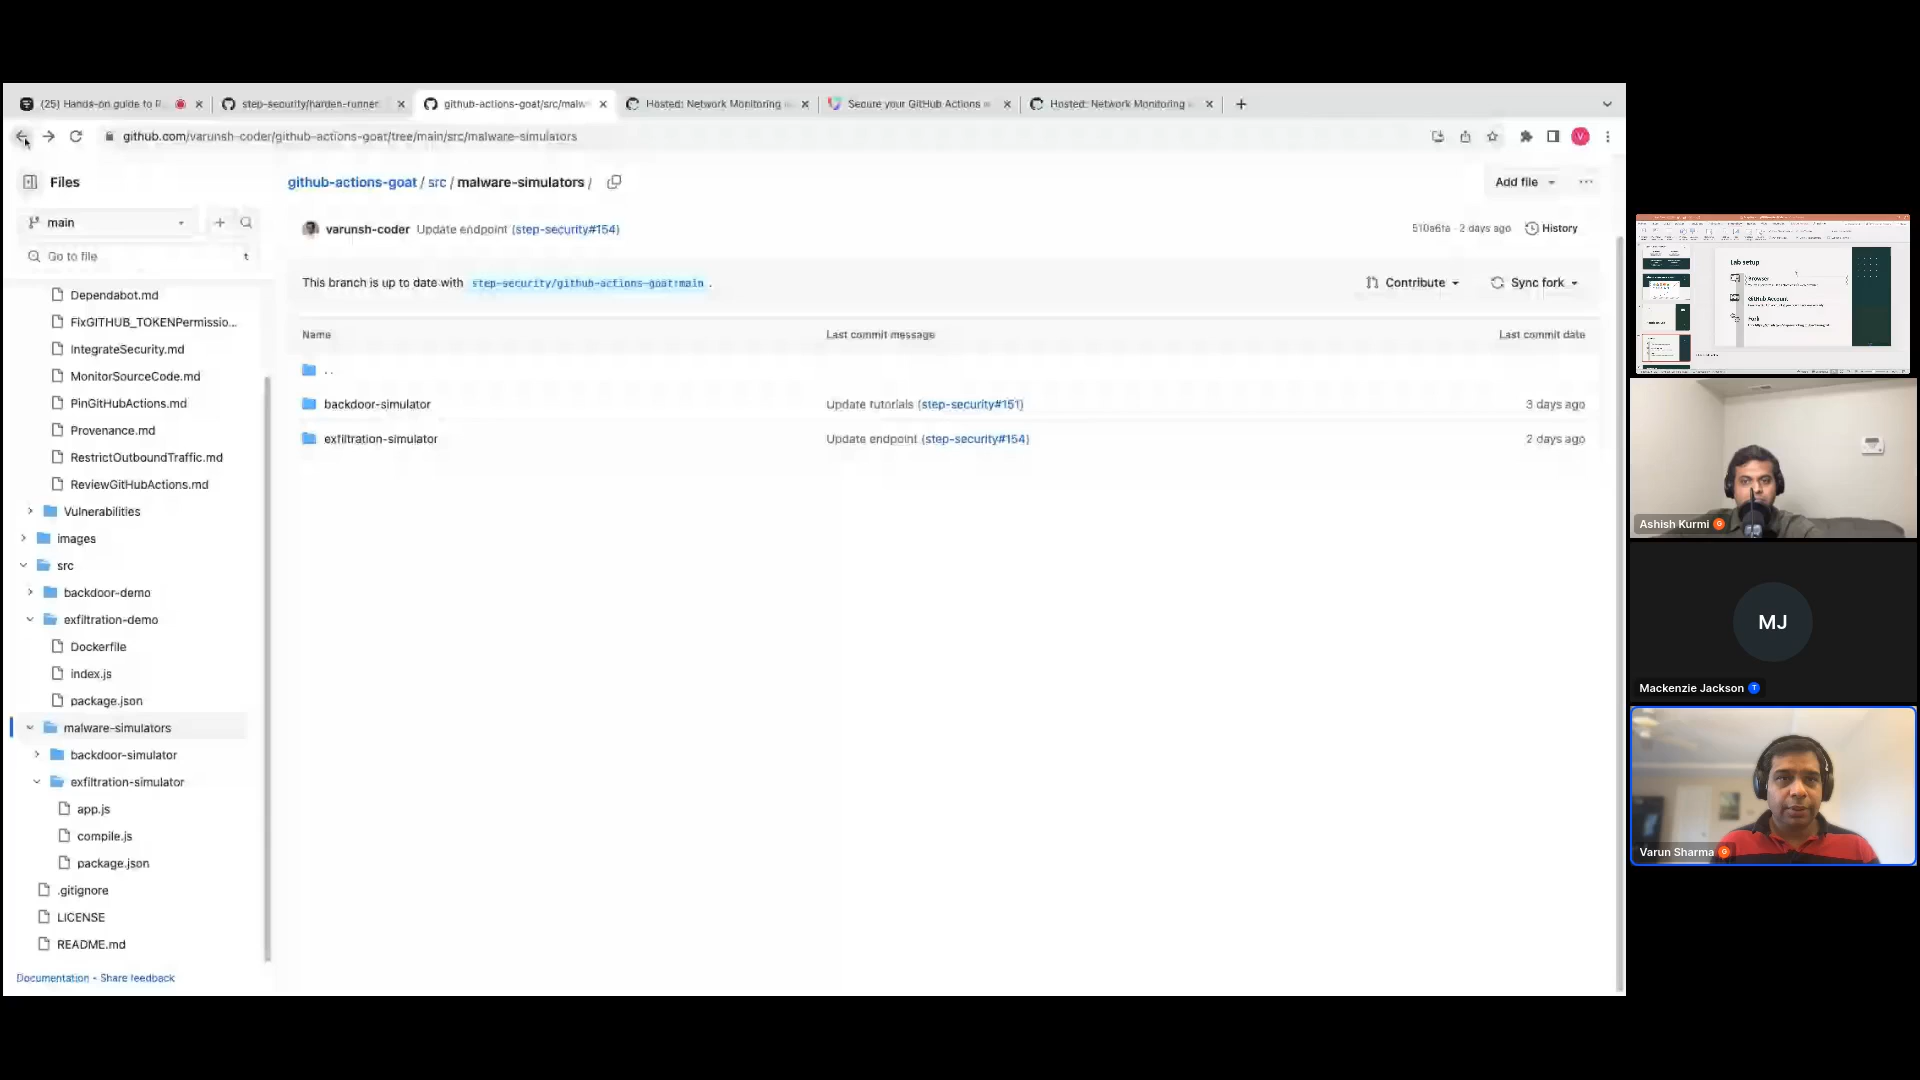 (25) Hands-on guide to R
step-security/harden-runner
github-actions-goat/src/malw
Hosted: Network Monitoring
Secure your GitHub Actions
Hosted: Network Monitoring
github.com/varunsh-coder/github-actions-goat/tree/main/src/malware-simulators
V
Files
github-actions-goat / src / malware-simulators /
Add file
main
varunsh-coder Update endpoint (step-security#154)
510a6fa · 2 days ago
History
Go to file
t
This branch is up to date with step-security/github-actions-goat:main .
Contribute
Sync fork
Name
Last commit message
Last commit date
..
backdoor-simulator
Update tutorials (step-security#151)
3 days ago
exfiltration-simulator
Update endpoint (step-security#154)
2 days ago
Dependabot.md
FixGITHUB_TOKENPermissio...
IntegrateSecurity.md
MonitorSourceCode.md
PinGitHubActions.md
Provenance.md
RestrictOutboundTraffic.md
ReviewGitHubActions.md
Vulnerabilities
images
src
backdoor-demo
exfiltration-demo
Dockerfile
index.js
package.json
malware-simulators
backdoor-simulator
exfiltration-simulator
app.js
compile.js
package.json
.gitignore
LICENSE
README.md
Documentation • Share feedback
Lab setup
Browser
GitHub Account
Fork
Ashish Kurmi
G
MJ
Mackenzie Jackson
T
Varun Sharma
G